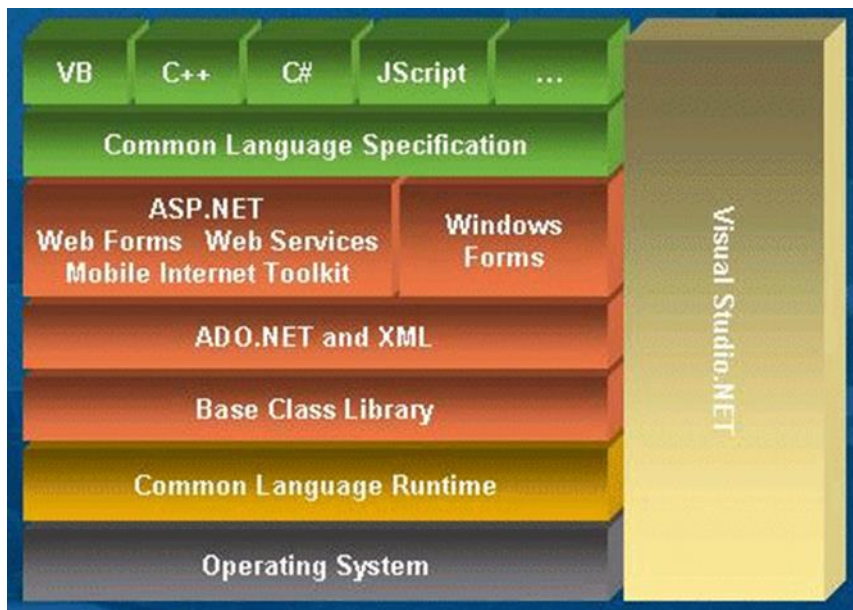 VB
C++
C#
JScript
...
Common Language Specification
ASP.NET
Web Forms Web Services
Mobile Internet Toolkit
Windows
Forms
ADO.NET and XML
Base Class Library
Common Language Runtime
Operating System
Visual Studio.NET